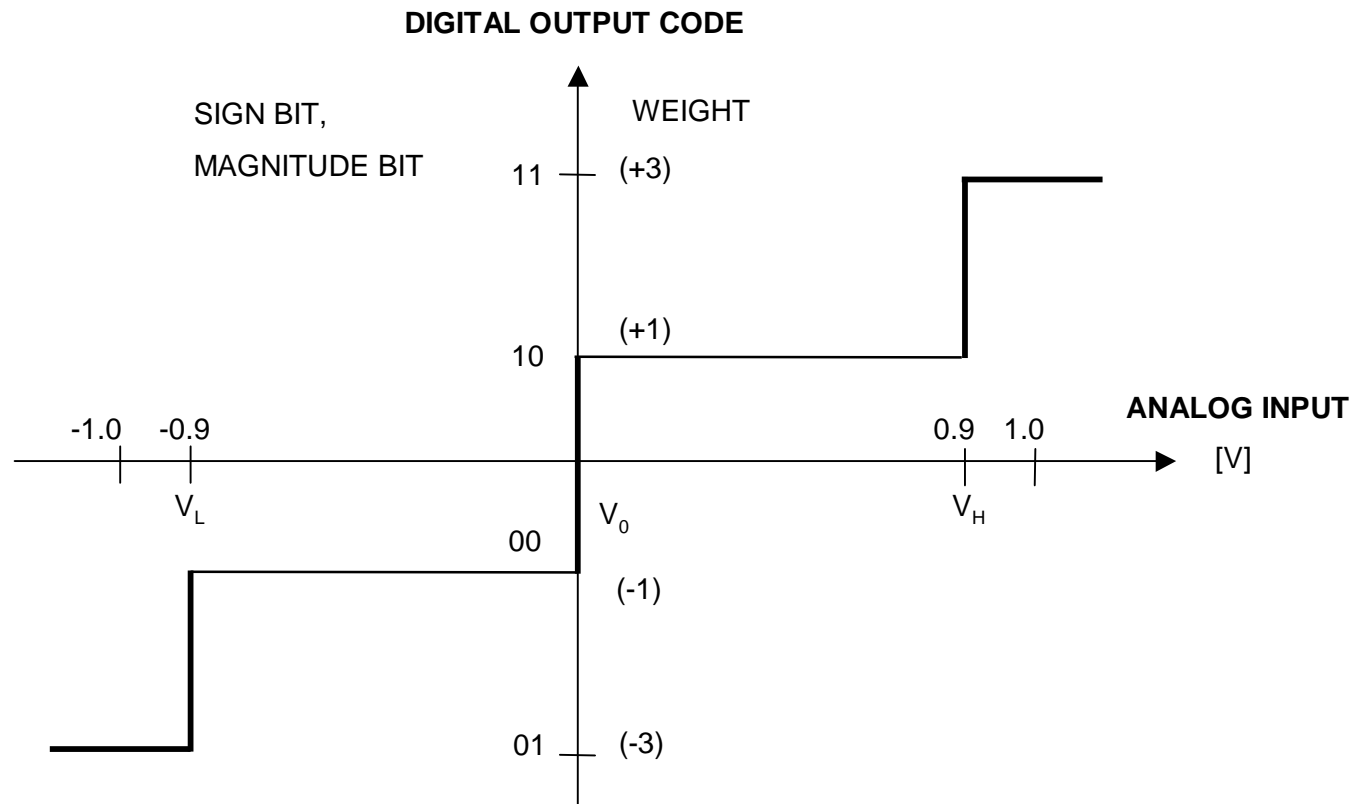 DIGITAL OUTPUT CODE
SIGN BIT,
MAGNITUDE BIT
WEIGHT
11 (+3)
10 (+1)
ANALOG INPUT
[V]
-1.0 -0.9 0.9 1.0
V_L V_0 V_H
00 (-1)
01 (-3)